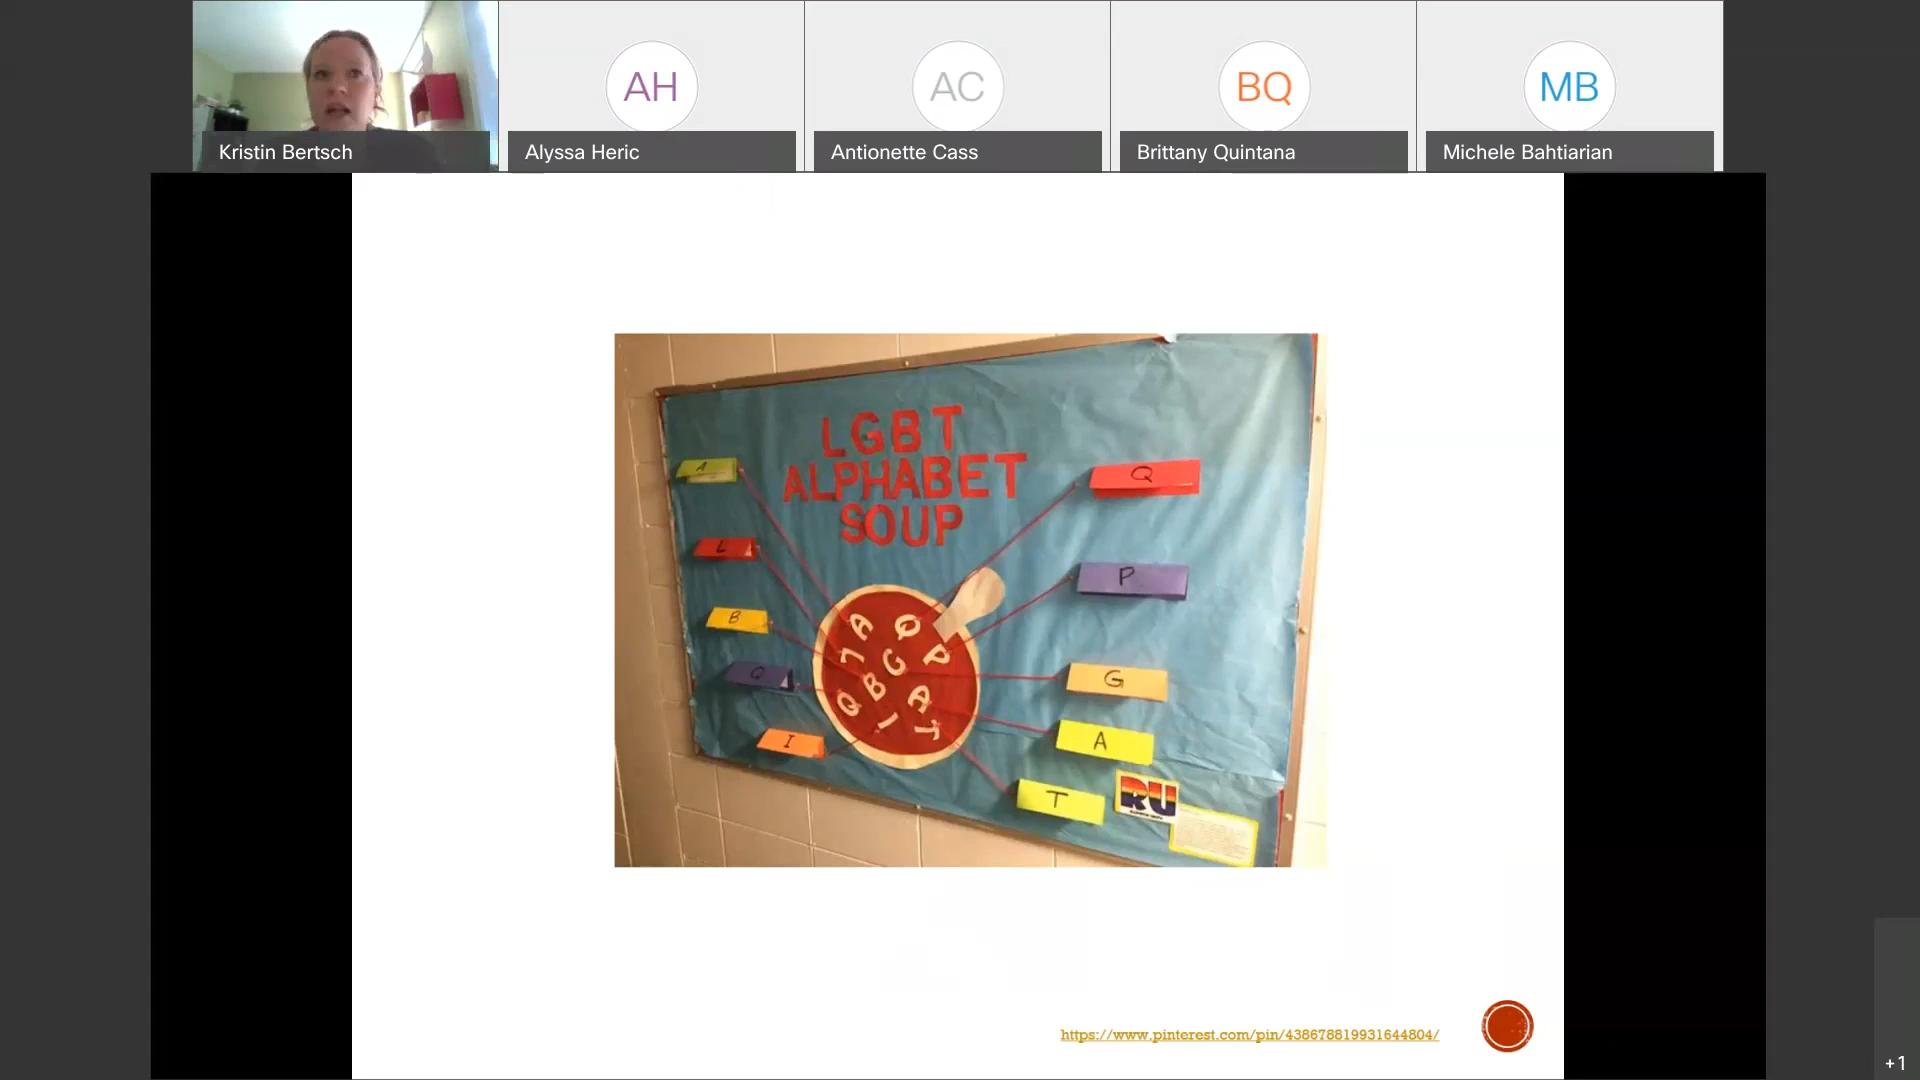 AH
AC
BQ
MB
Kristin Bertsch
Alyssa Heric
Antionette Cass
Brittany Quintana
Michele Bahtiarian
LGBT
ALPHABET
SOUP
A
L
B
Q
I
A
Q
L
G
P
B
Q
A
I
T
Q
P
G
A
T
RU
https://www.pinterest.com/pin/438678819931644804/
+1